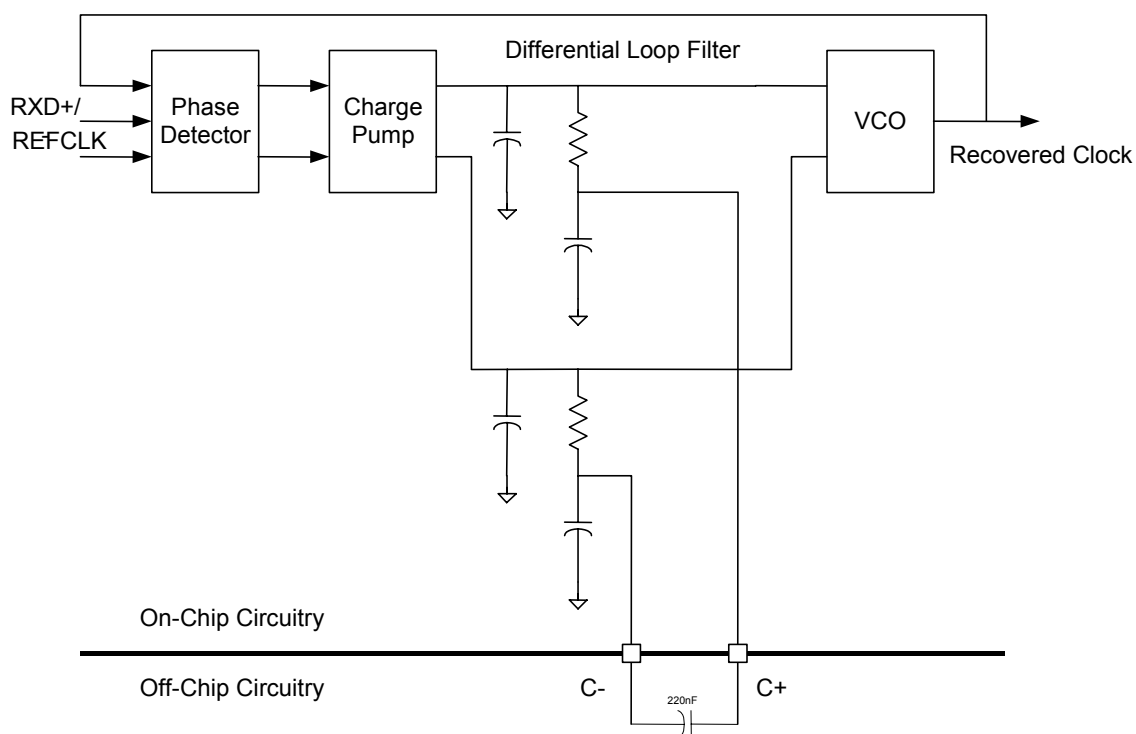 Differential Loop Filter
RXD+/-
REFCLK
Phase
Detector
Charge
Pump
VCO
Recovered Clock
On-Chip Circuitry
Off-Chip Circuitry
C-
C+
220nF